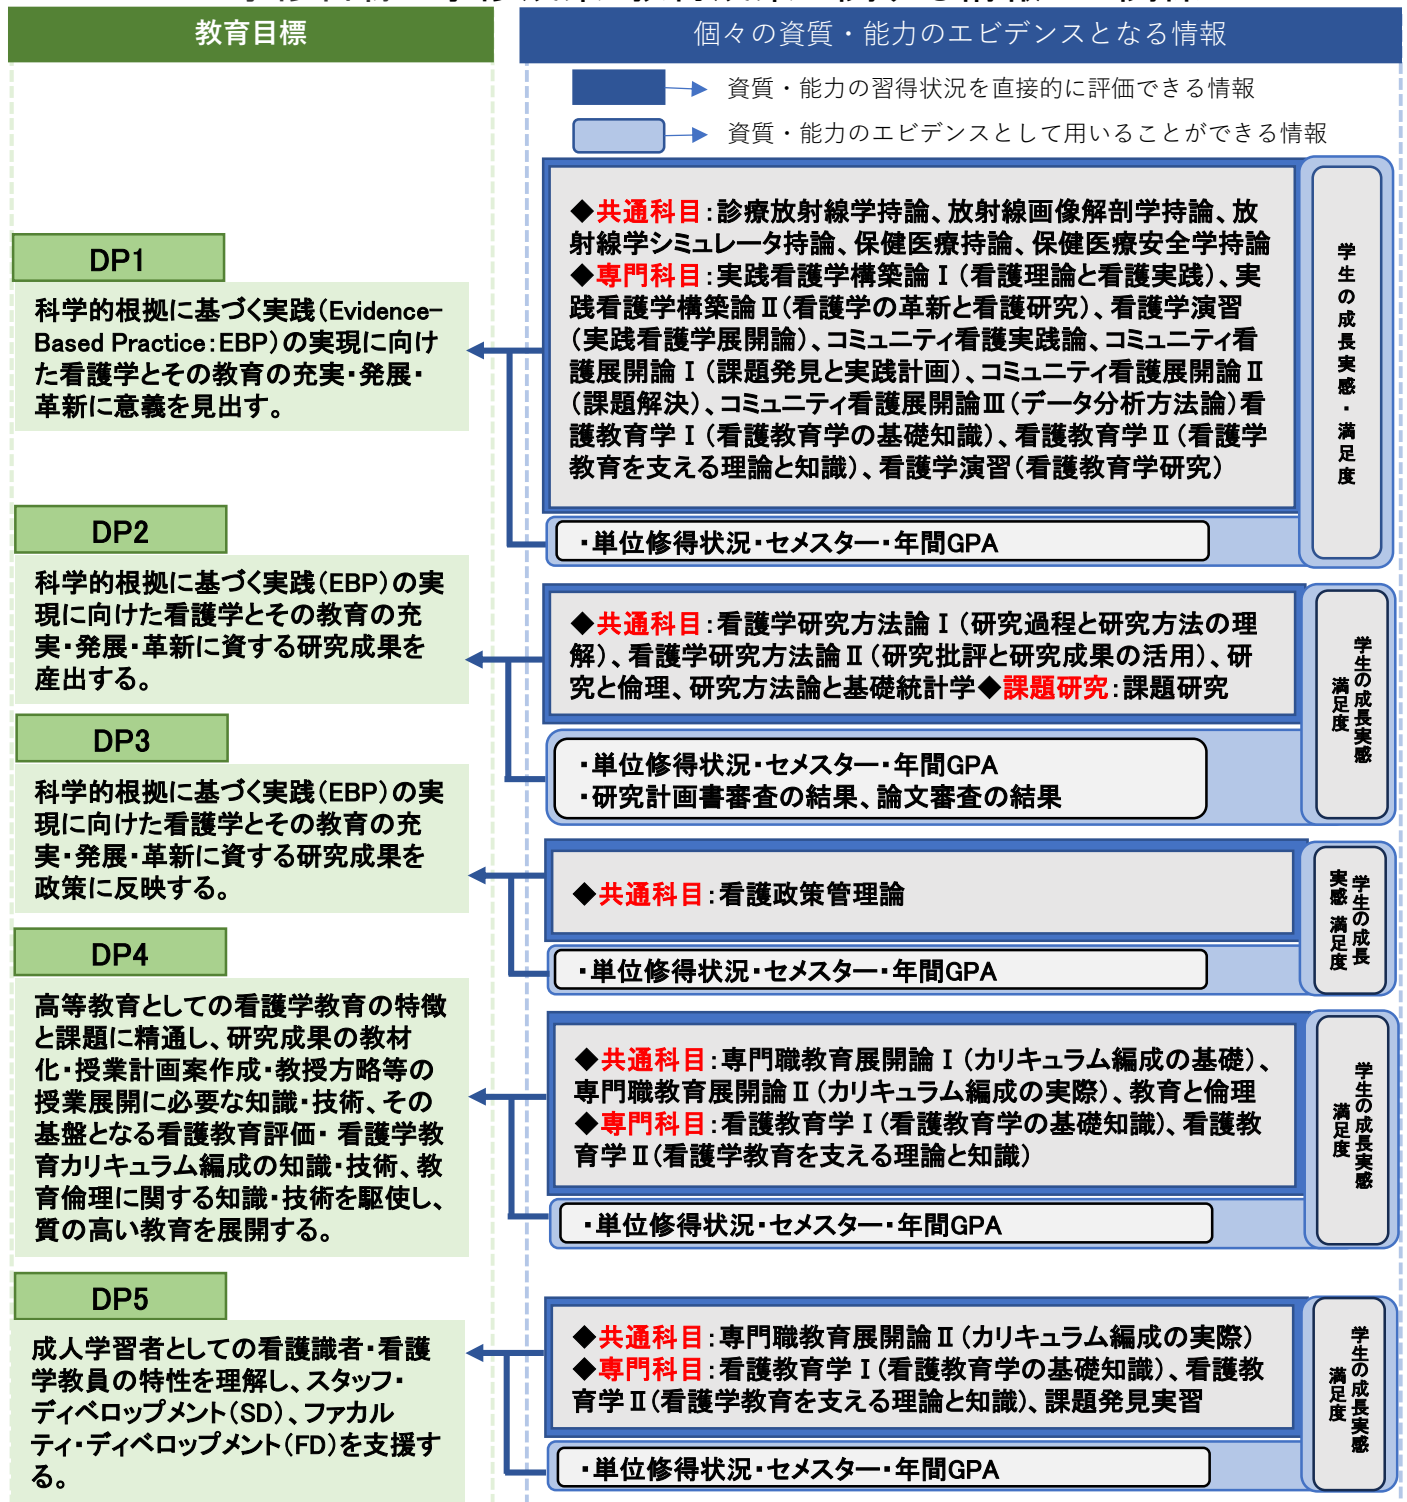 教育目標
個々の資質・能力のエビデンスとなる情報
資質・能力の習得状況を直接的に評価できる情報
資質・能力のエビデンスとして用いることができる情報
DP1
科学的根拠に基づく実践(Evidence-
Based Practice:EBP)の実現に向け
た看護学とその教育の充実・発展・
革新に意義を見出す。
◆共通科目:診療放射線学持論、放射線画像解剖学持論、放
射線学シミュレータ持論、保健医療持論、保健医療安全学持論
◆専門科目:実践看護学構築論Ⅰ(看護理論と看護実践)、実
践看護学構築論Ⅱ(看護学の革新と看護研究)、看護学演習
(実践看護学展開論)、コミュニティ看護実践論、コミュニティ看
護展開論Ⅰ(課題発見と実践計画)、コミュニティ看護展開論Ⅱ
(課題解決)、コミュニティ看護展開論Ⅲ(データ分析方法論)看
護教育学Ⅰ(看護教育学の基礎知識)、看護教育学Ⅱ(看護学
教育を支える理論と知識)、看護学演習(看護教育学研究)
・単位修得状況・セメスター・年間GPA
学生の成長実感・満足度
DP2
科学的根拠に基づく実践(EBP)の実
現に向けた看護学とその教育の充
実・発展・革新に資する研究成果を
産出する。
◆共通科目:看護学研究方法論Ⅰ(研究過程と研究方法の理
解)、看護学研究方法論Ⅱ(研究批評と研究成果の活用)、研
究と倫理、研究方法論と基礎統計学◆課題研究:課題研究
・単位修得状況・セメスター・年間GPA
・研究計画書審査の結果、論文審査の結果
学生の成長実感
満足度
DP3
科学的根拠に基づく実践(EBP)の実
現に向けた看護学とその教育の充
実・発展・革新に資する研究成果を
政策に反映する。
◆共通科目:看護政策管理論
・単位修得状況・セメスター・年間GPA
学生の成長
実感 満足度
DP4
高等教育としての看護学教育の特徴
と課題に精通し、研究成果の教材
化・授業計画案作成・教授方略等の
授業展開に必要な知識・技術、その
基盤となる看護教育評価・ 看護学教
育カリキュラム編成の知識・技術、教
育倫理に関する知識・技術を駆使し、
質の高い教育を展開する。
◆共通科目:専門職教育展開論Ⅰ(カリキュラム編成の基礎)、
専門職教育展開論Ⅱ(カリキュラム編成の実際)、教育と倫理
◆専門科目:看護教育学Ⅰ(看護教育学の基礎知識)、看護教
育学Ⅱ(看護学教育を支える理論と知識)
・単位修得状況・セメスター・年間GPA
学生の成長実感
満足度
DP5
成人学習者としての看護識者・看護
学教員の特性を理解し、スタッフ・
ディベロップメント(SD)、ファカル
ティ・ディベロップメント(FD)を支援す
る。
◆共通科目:専門職教育展開論Ⅱ(カリキュラム編成の実際)
◆専門科目:看護教育学Ⅰ(看護教育学の基礎知識)、看護教
育学Ⅱ(看護学教育を支える理論と知識)、課題発見実習
・単位修得状況・セメスター・年間GPA
学生の成長実感
満足度